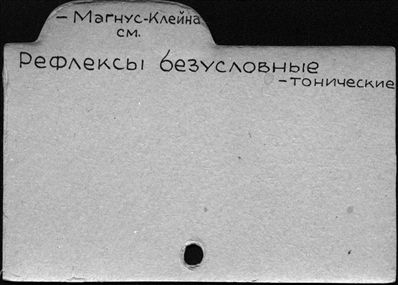 – Магнус-Клейна
см.
Рефлексы безусловные
– тонические